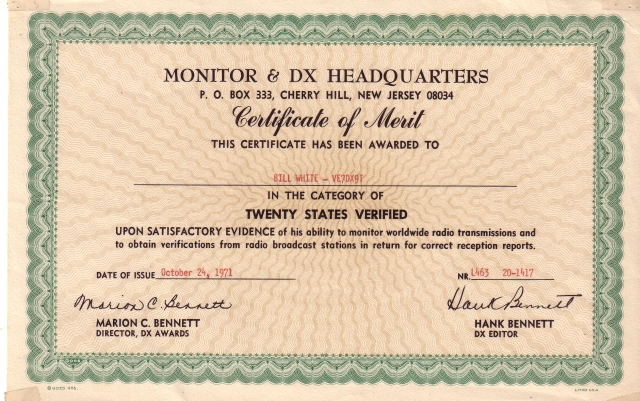 MONITOR & DX HEADQUARTERS
P. O. BOX 333, CHERRY HILL, NEW JERSEY 08034
Certificate of Merit
THIS CERTIFICATE HAS BEEN AWARDED TO
BILL WHITE - VE7DX9T
IN THE CATEGORY OF
TWENTY STATES VERIFIED
UPON SATISFACTORY EVIDENCE of his ability to monitor worldwide radio transmissions and
to obtain verifications from radio broadcast stations in return for correct reception reports.
DATE OF ISSUE October 24, 1971
NR. L463 20-1417
Marion C. Bennett
Hank Bennett
MARION C. BENNETT
DIRECTOR, DX AWARDS
HANK BENNETT
DX EDITOR